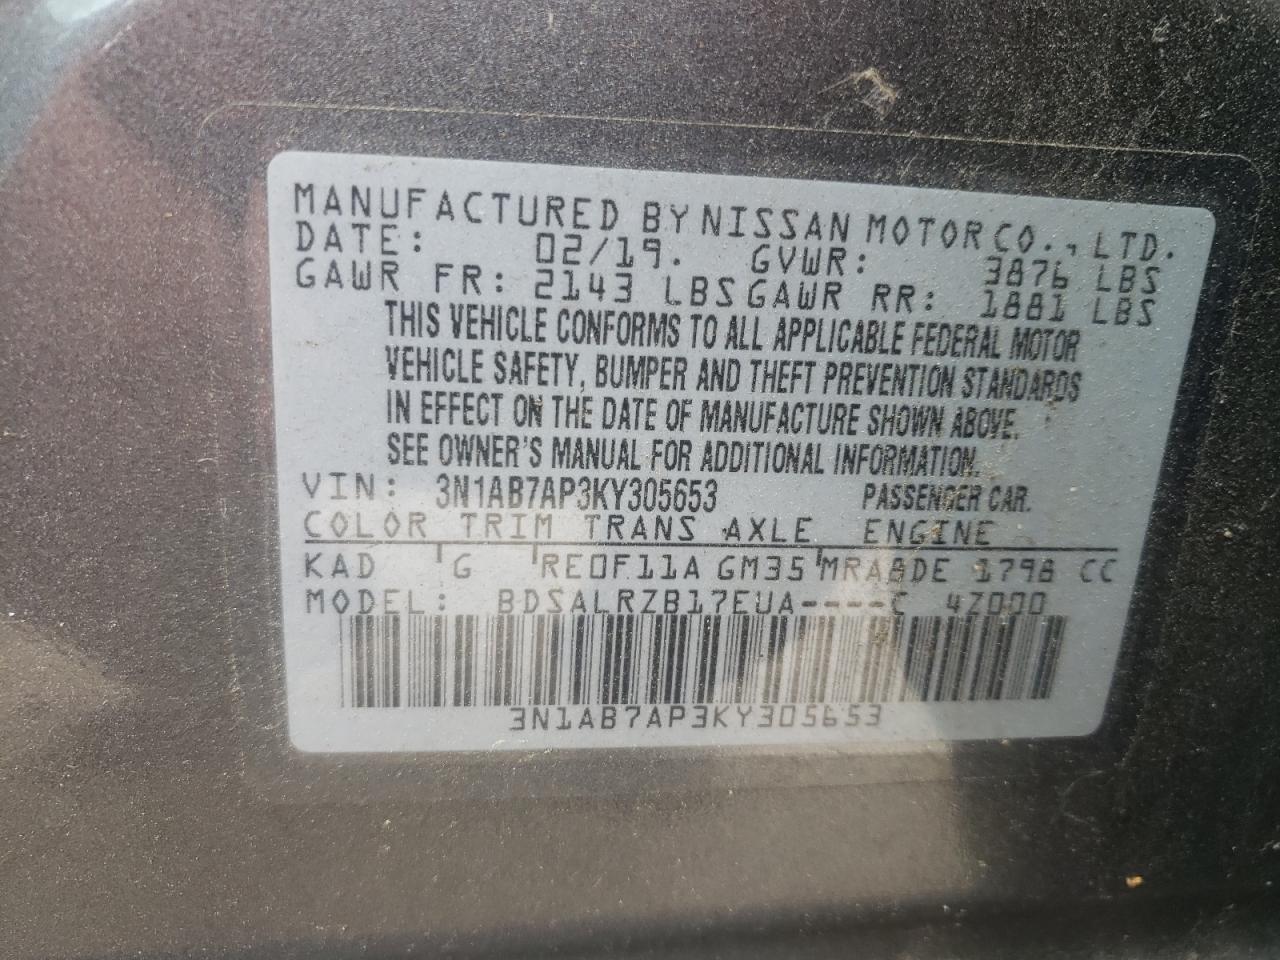 MANUFACTURED BY NISSAN MOTOR CO., LTD.
DATE: 02/19. GVWR: 3876 LBS
GAWR FR: 2143 LBS GAWR RR: 1881 LBS
THIS VEHICLE CONFORMS TO ALL APPLICABLE FEDERAL MOTOR
VEHICLE SAFETY, BUMPER AND THEFT PREVENTION STANDARDS
IN EFFECT ON THE DATE OF MANUFACTURE SHOWN ABOVE.
SEE OWNER'S MANUAL FOR ADDITIONAL INFORMATION.
VIN: 3N1AB7AP3KY305653 PASSENGER CAR.
COLOR TRIM TRANS AXLE ENGINE
KAD G RE0F11A GM35 MRA8DE 1798 CC
MODEL: BDSALRZB17EUA----C 4Z000
3N1AB7AP3KY305653